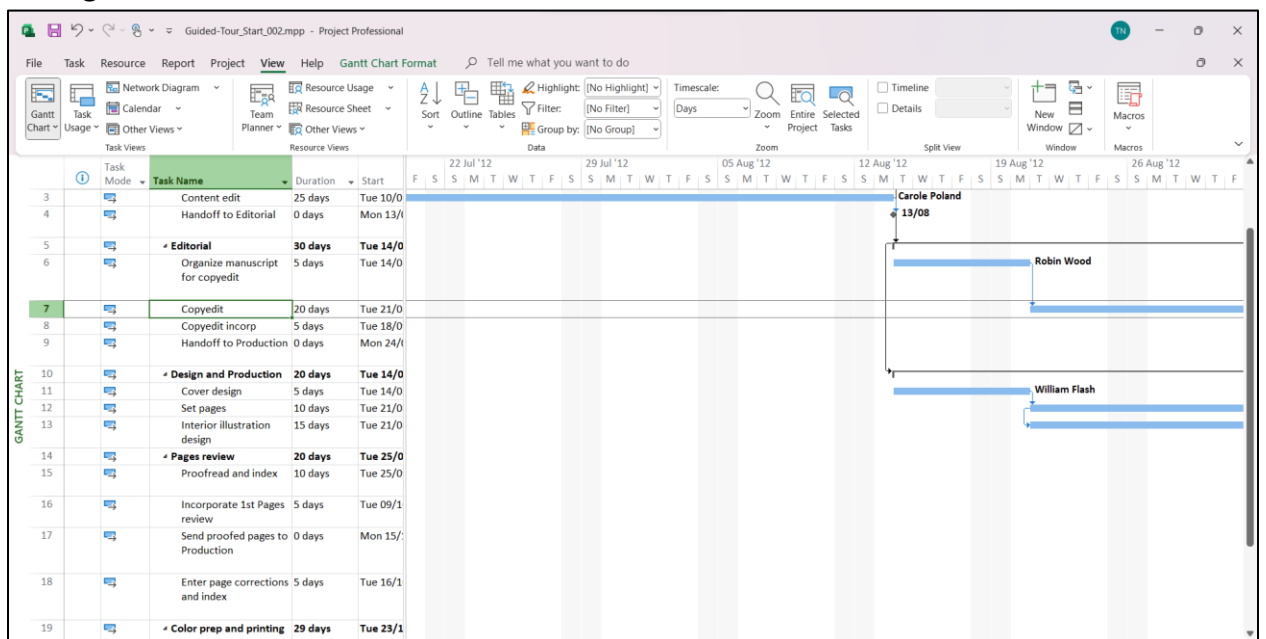 Guided-Tour_Start_002.mpp - Project Professional
TN
File Task Resource Report Project View Help Gantt Chart Format Tell me what you want to do
Gantt Chart
Task Usage
Network Diagram
Calendar
Other Views
Task Views
Team Planner
Resource Usage
Resource Sheet
Other Views
Resource Views
Sort
Outline
Tables
Highlight: [No Highlight]
Filter: [No Filter]
Group by: [No Group]
Data
Timescale:
Days
Zoom
Entire Project
Selected Tasks
Zoom
Timeline
Details
Split View
New Window
Window
Macros
Macros
Task Mode Task Name Duration Start
22 Jul '12 29 Jul '12 05 Aug '12 12 Aug '12 19 Aug '12 26 Aug '12
F S S M T W T F S S M T W T F S S M T W T F S S M T W T F S S M T W T F S S M T W T F
3 Content edit 25 days Tue 10/0 Carole Poland
4 Handoff to Editorial 0 days Mon 13/0 13/08
5 Editorial 30 days Tue 14/0
6 Organize manuscript for copyedit 5 days Tue 14/0 Robin Wood
7 Copyedit 20 days Tue 21/0
8 Copyedit incorp 5 days Tue 18/0
9 Handoff to Production 0 days Mon 24/0
10 Design and Production 20 days Tue 14/0
11 Cover design 5 days Tue 14/0 William Flash
12 Set pages 10 days Tue 21/0
13 Interior illustration design 15 days Tue 21/0
14 Pages review 20 days Tue 25/0
15 Proofread and index 10 days Tue 25/0
16 Incorporate 1st Pages review 5 days Tue 09/1
17 Send proofed pages to Production 0 days Mon 15/
18 Enter page corrections and index 5 days Tue 16/1
19 Color prep and printing 29 days Tue 23/1
GANTT CHART